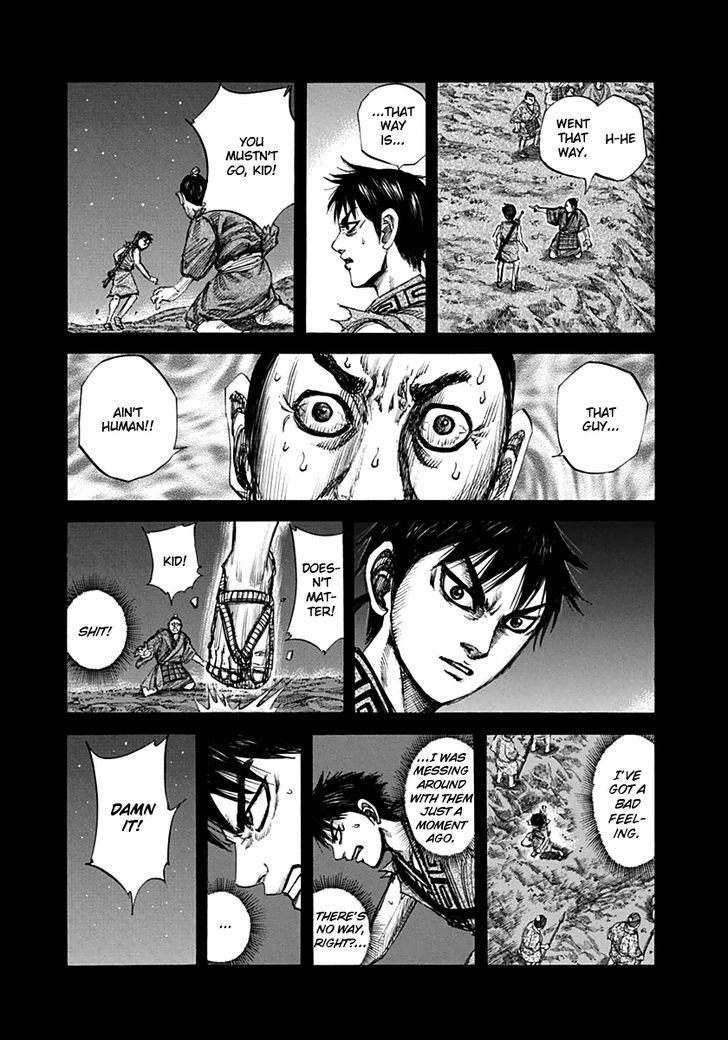 H-HE
WENT
THAT
WAY.
...THAT
WAY
IS...
YOU
MUSTN'T
GO, KID!
THAT
GUY...
AIN'T
HUMAN!!
DOES-
N'T
MAT-
TER!
KID!
SHIT!
I'VE
GOT A
BAD
FEEL-
ING.
...I WAS
MESSING
AROUND
WITH THEM
JUST A
MOMENT
AGO.
THERE'S
NO WAY,
RIGHT?...
...
DAMN
IT!